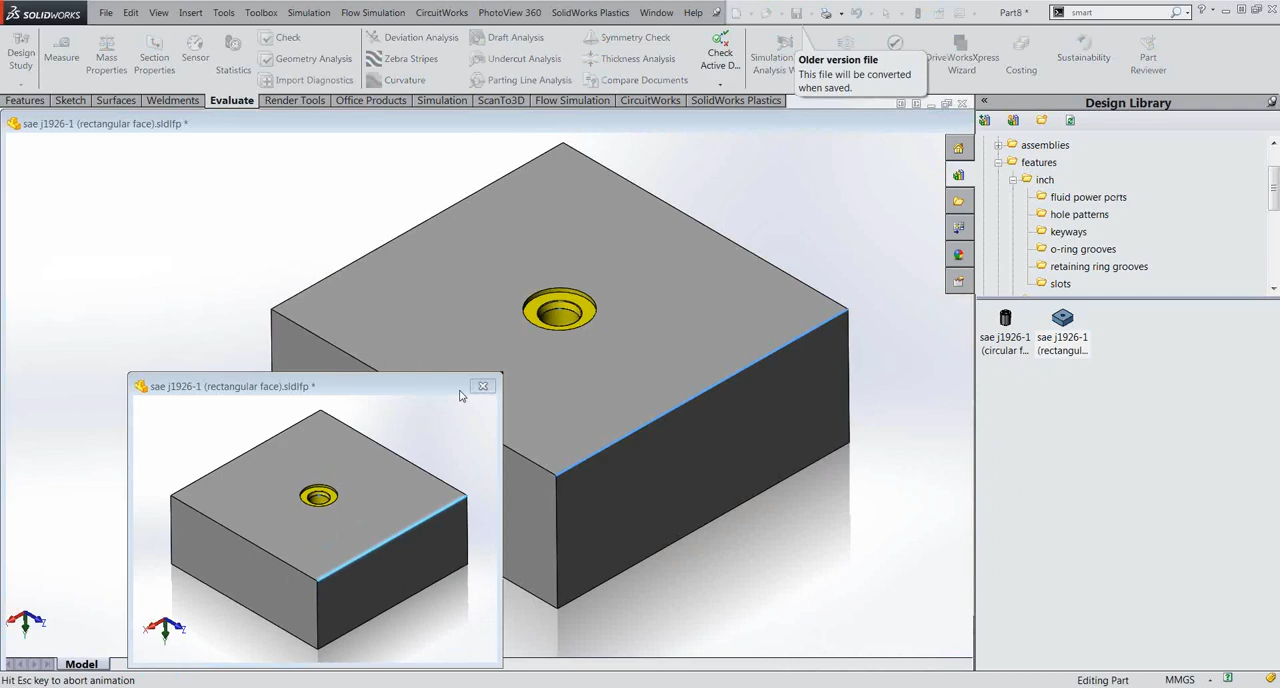 SOLIDWORKS
File Edit View Insert Tools Toolbox Simulation Flow Simulation CircuitWorks PhotoView 360 SolidWorks Plastics Window Help
Part8 *
smart
Design Study
Measure
Mass Properties
Section Properties
Sensor
Statistics
Check
Geometry Analysis
Import Diagnostics
Deviation Analysis
Zebra Stripes
Curvature
Draft Analysis
Undercut Analysis
Parting Line Analysis
Symmetry Check
Thickness Analysis
Compare Documents
Check Active D...
Simulation Analysis W
Older version file
This file will be converted
when saved.
DriveWorksXpress Wizard
Costing
Sustainability
Part Reviewer
Features Sketch Surfaces Weldments Evaluate Render Tools Office Products Simulation ScanTo3D Flow Simulation CircuitWorks SolidWorks Plastics
sae j1926-1 (rectangular face).sldlfp *
Design Library
assemblies
features
inch
fluid power ports
hole patterns
keyways
o-ring grooves
retaining ring grooves
slots
sae j1926-1 (circular f...
sae j1926-1 (rectangul...
sae j1926-1 (rectangular face).sldlfp *
Model
Hit Esc key to abort animation
Editing Part
MMGS